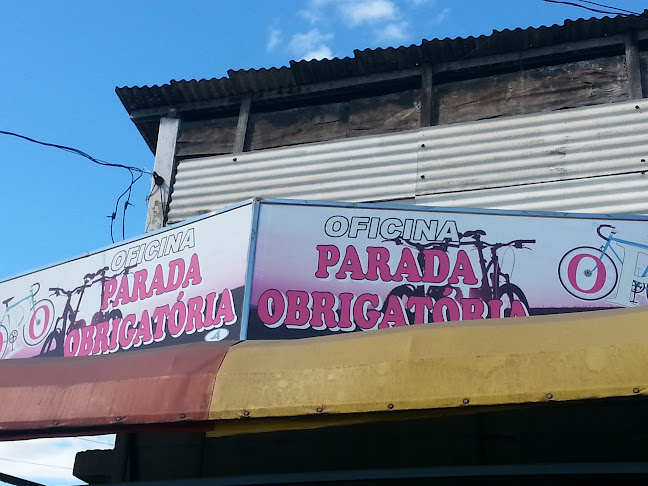 O
OFICINA
PARADA
OBRIGATÓRIA
OFICINA
PARADA
OBRIGATÓRIA
O